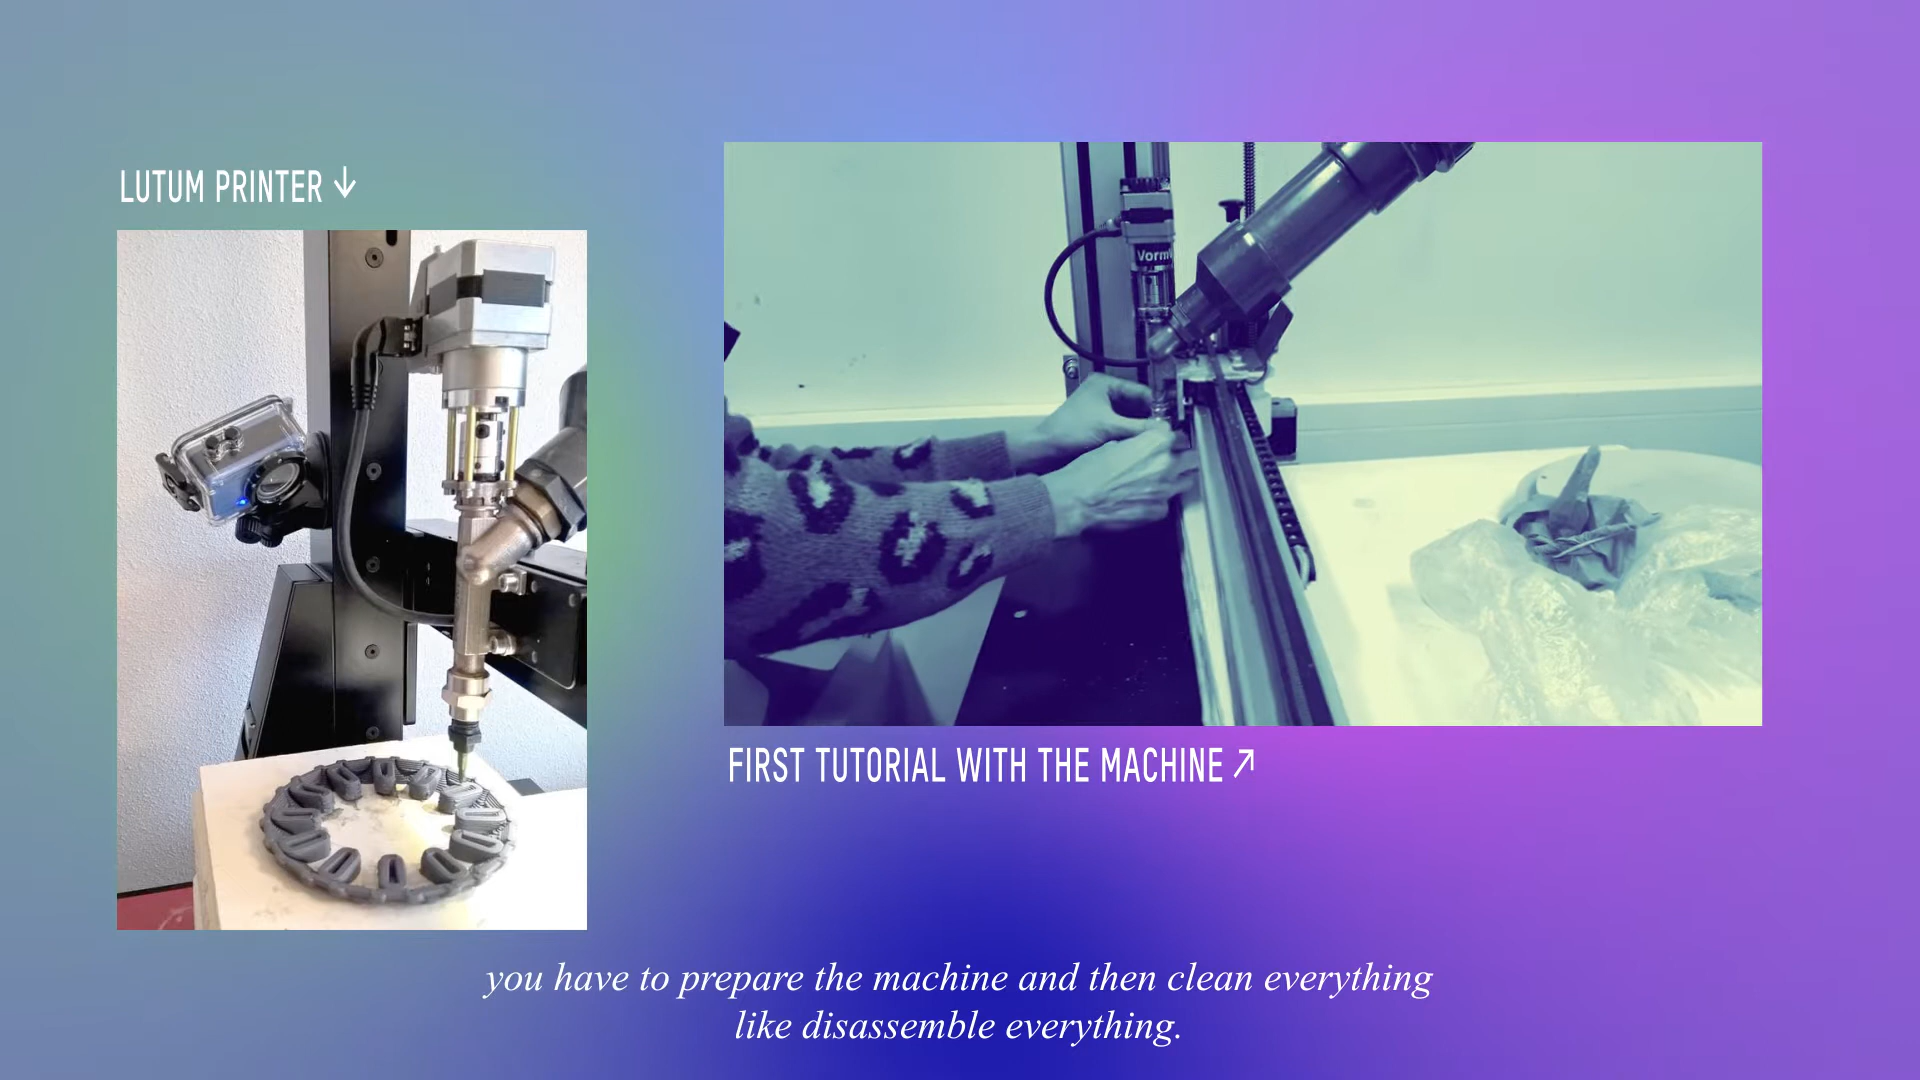 LUTUM PRINTER ↓
Vorm
FIRST TUTORIAL WITH THE MACHINE ↗
you have to prepare the machine and then clean everything
like disassemble everything.